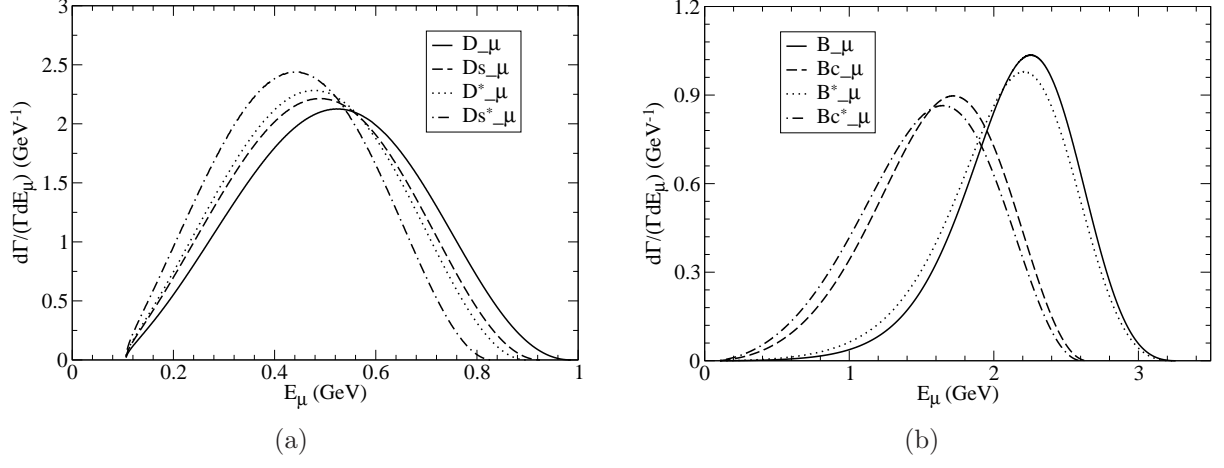 3
2.5
2
1.5
1
0.5
0
dΓ/(ΓdE_μ) (GeV⁻¹)
D_μ
Ds_μ
D*_μ
Ds*_μ
0 0.2 0.4 0.6 0.8 1
E_μ (GeV)
(a)
1.2
0.9
0.6
0.3
0
dΓ/(ΓdE_μ) (GeV⁻¹)
B_μ
Bc_μ
B*_μ
Bc*_μ
0 1 2 3
E_μ (GeV)
(b)